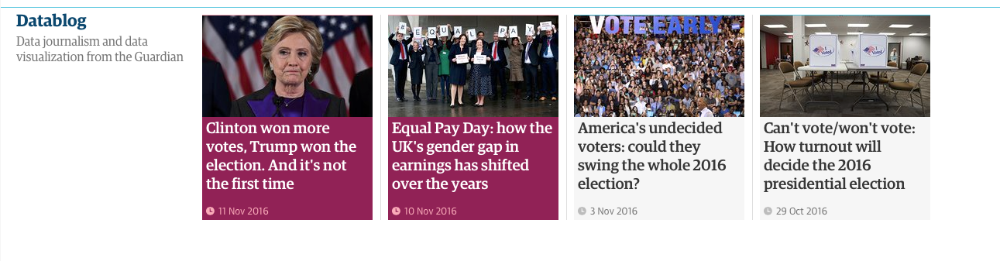 Datablog
Data journalism and data
visualization from the Guardian
# EQUAL PAY
Clinton won more
votes, Trump won the
election. And it's not
the first time
11 Nov 2016
Equal Pay Day: how the
UK's gender gap in
earnings has shifted
over the years
10 Nov 2016
VOTE EARLY
America's undecided
voters: could they
swing the whole 2016
election?
3 Nov 2016
I
Voted
I
Voted
Can't vote/won't vote:
How turnout will
decide the 2016
presidential election
29 Oct 2016